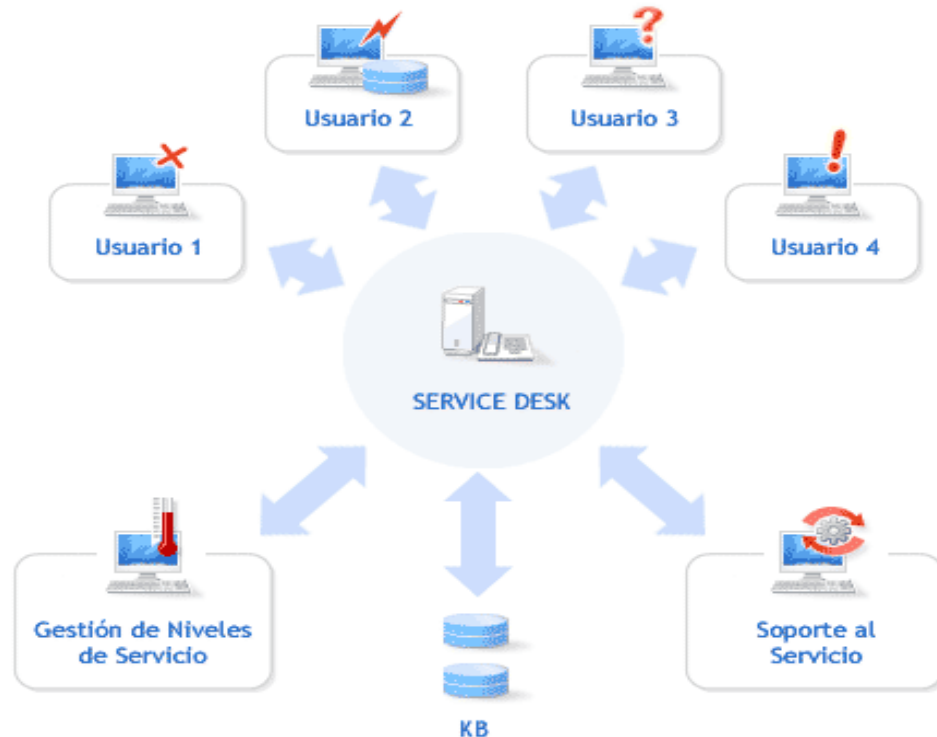 Usuario 2
Usuario 3
Usuario 1
Usuario 4
SERVICE DESK
Gestión de Niveles
de Servicio
Soporte al
Servicio
KB